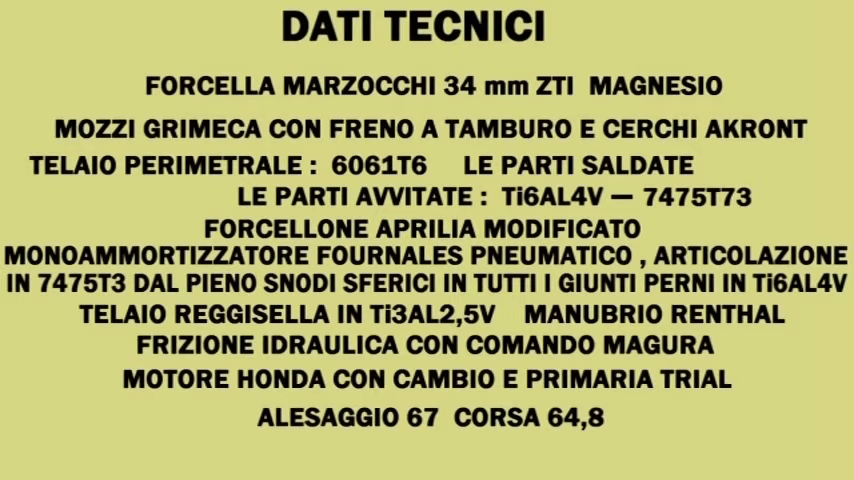 DATI TECNICI
FORCELLA MARZOCCHI 34 mm ZTI MAGNESIO
MOZZI GRIMECA CON FRENO A TAMBURO E CERCHI AKRONT
TELAIO PERIMETRALE : 6061T6 LE PARTI SALDATE
LE PARTI AVVITATE : Ti6AL4V — 7475T73
FORCELLONE APRILIA MODIFICATO
MONOAMMORTIZZATORE FOURNALES PNEUMATICO , ARTICOLAZIONE
IN 7475T3 DAL PIENO SNODI SFERICI IN TUTTI I GIUNTI PERNI IN Ti6AL4V
TELAIO REGGISELLA IN Ti3AL2,5V MANUBRIO RENTHAL
FRIZIONE IDRAULICA CON COMANDO MAGURA
MOTORE HONDA CON CAMBIO E PRIMARIA TRIAL
ALESAGGIO 67 CORSA 64,8